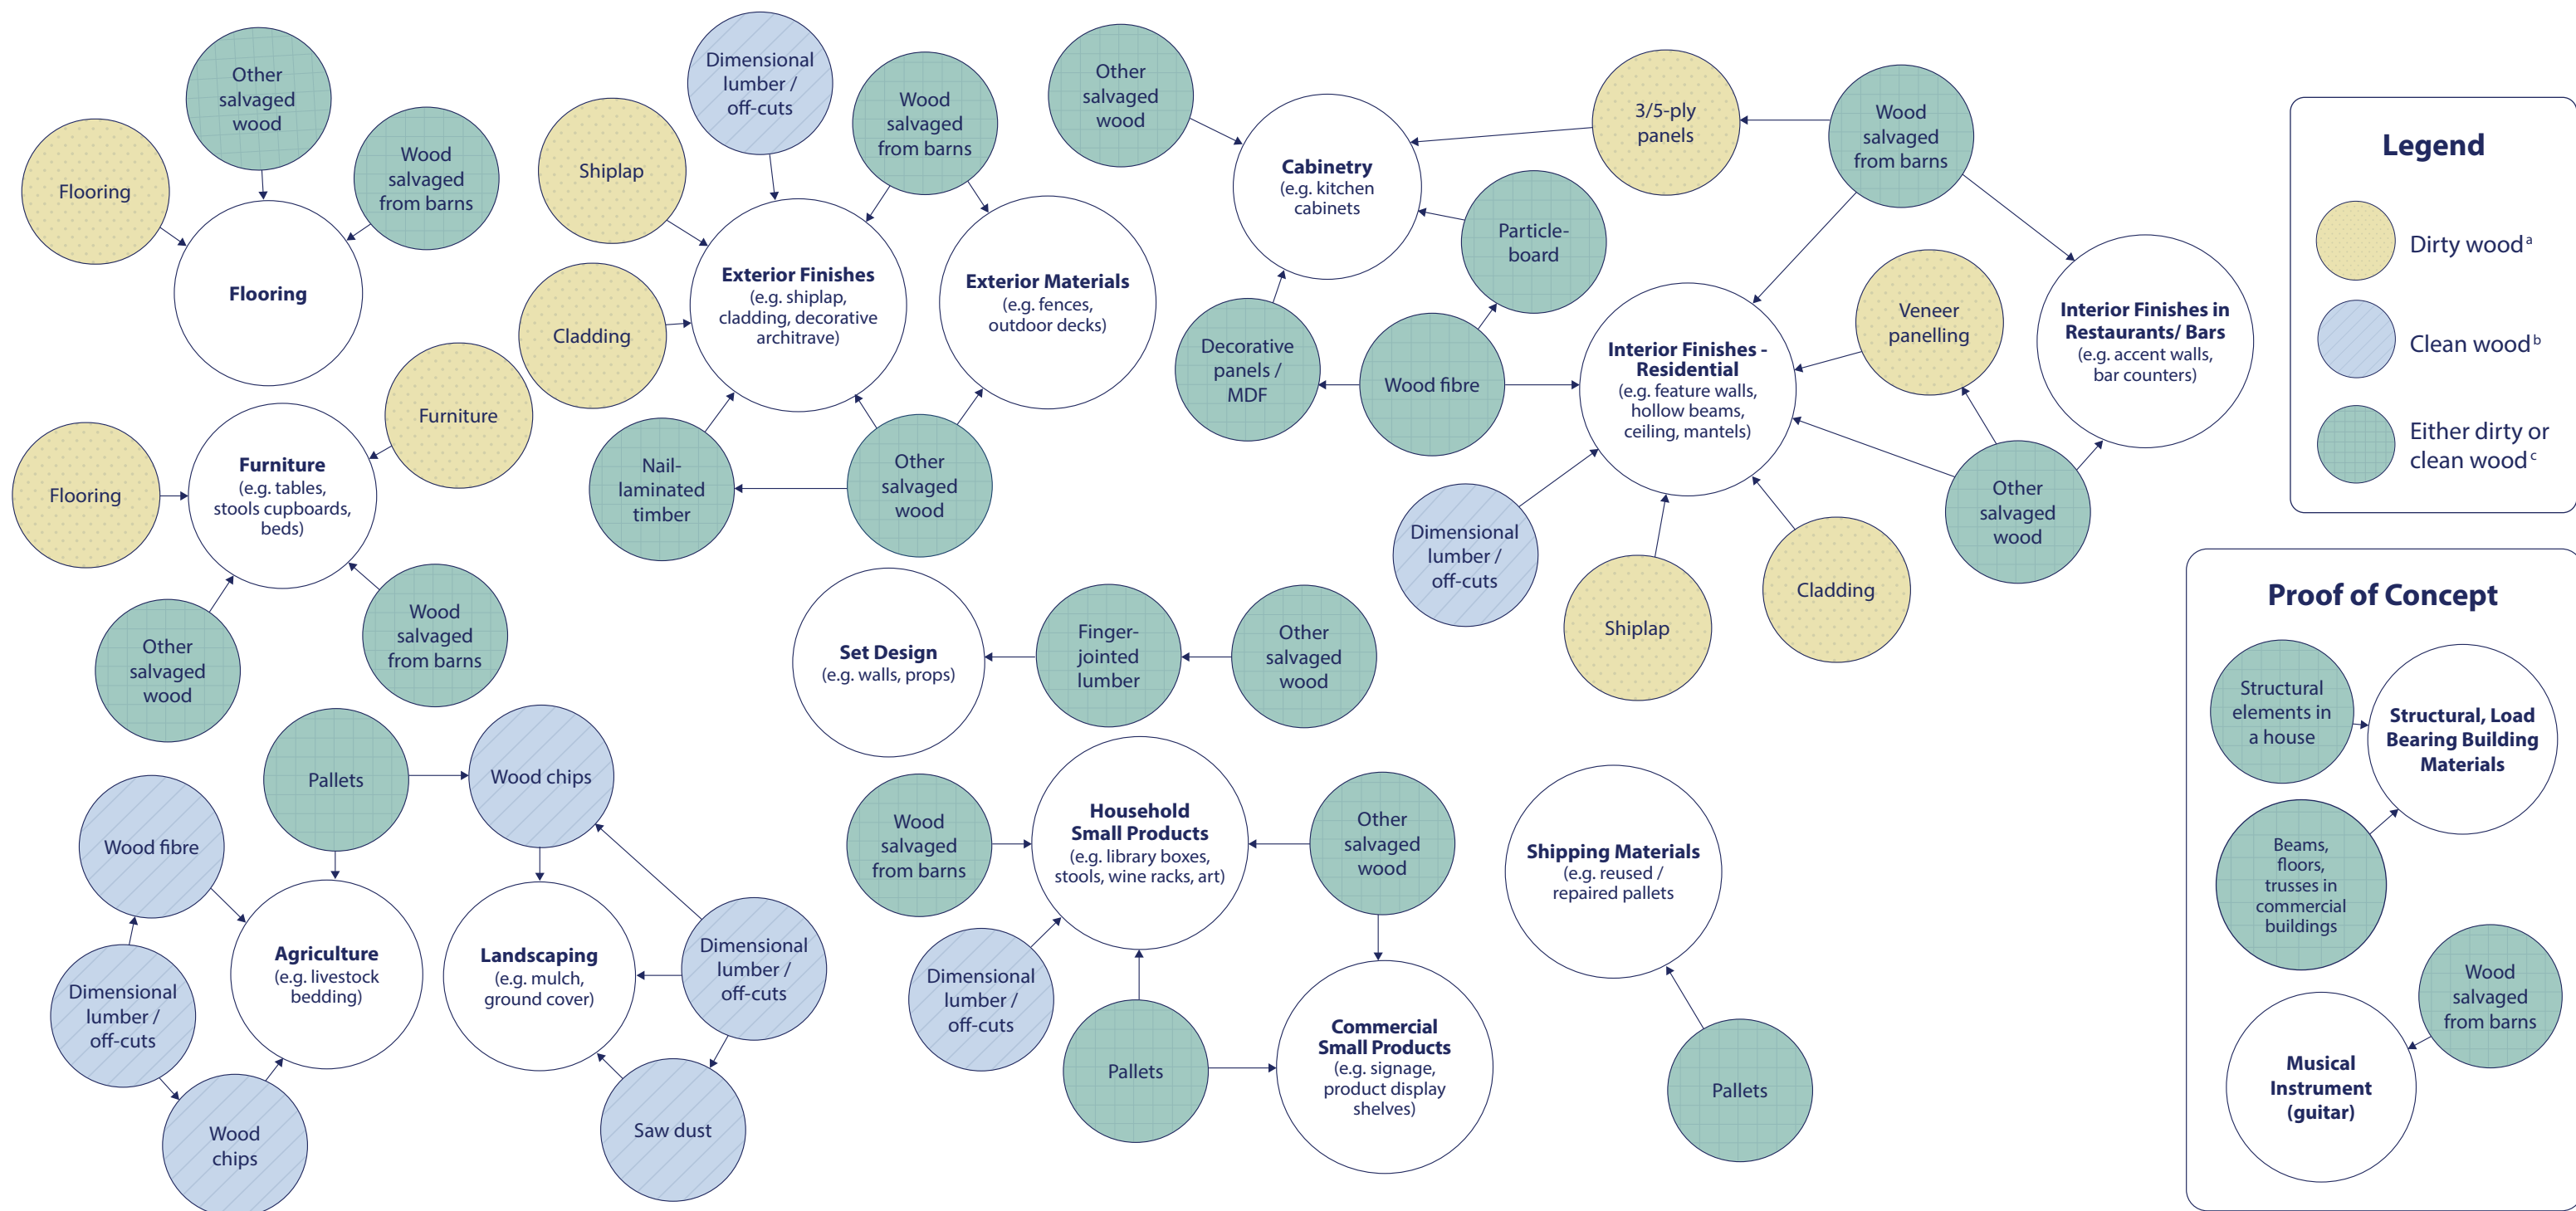 Other
salvaged
wood
Flooring
Wood
salvaged
from barns
Flooring
Dimensional
lumber /
off-cuts
Shiplap
Wood
salvaged
from barns
Cladding
Exterior Finishes
(e.g. shiplap,
cladding, decorative
architrave)
Exterior Materials
(e.g. fences,
outdoor decks)
Nail-
laminated
timber
Other
salvaged
wood
Furniture
Flooring
Furniture
(e.g. tables,
stools cupboards,
beds)
Other
salvaged
wood
Wood
salvaged
from barns
Other
salvaged
wood
Cabinetry
(e.g. kitchen
cabinets
3/5-ply
panels
Wood
salvaged
from barns
Particle-
board
Decorative
panels /
MDF
Wood fibre
Interior Finishes -
Residential
(e.g. feature walls,
hollow beams,
ceiling, mantels)
Veneer
panelling
Interior Finishes in
Restaurants/ Bars
(e.g. accent walls,
bar counters)
Dimensional
lumber /
off-cuts
Shiplap
Cladding
Other
salvaged
wood
Legend
Dirty wood a
Clean wood b
Either dirty or
clean wood c
Set Design
(e.g. walls, props)
Finger-
jointed
lumber
Other
salvaged
wood
Pallets
Wood chips
Wood fibre
Agriculture
(e.g. livestock
bedding)
Dimensional
lumber /
off-cuts
Wood
chips
Landscaping
(e.g. mulch,
ground cover)
Dimensional
lumber /
off-cuts
Saw dust
Wood
salvaged
from barns
Household
Small Products
(e.g. library boxes,
stools, wine racks, art)
Other
salvaged
wood
Dimensional
lumber /
off-cuts
Pallets
Commercial
Small Products
(e.g. signage,
product display
shelves)
Shipping Materials
(e.g. reused /
repaired pallets
Pallets
Proof of Concept
Structural
elements in
a house
Structural, Load
Bearing Building
Materials
Beams,
floors,
trusses in
commercial
buildings
Wood
salvaged
from barns
Musical
Instrument
(guitar)